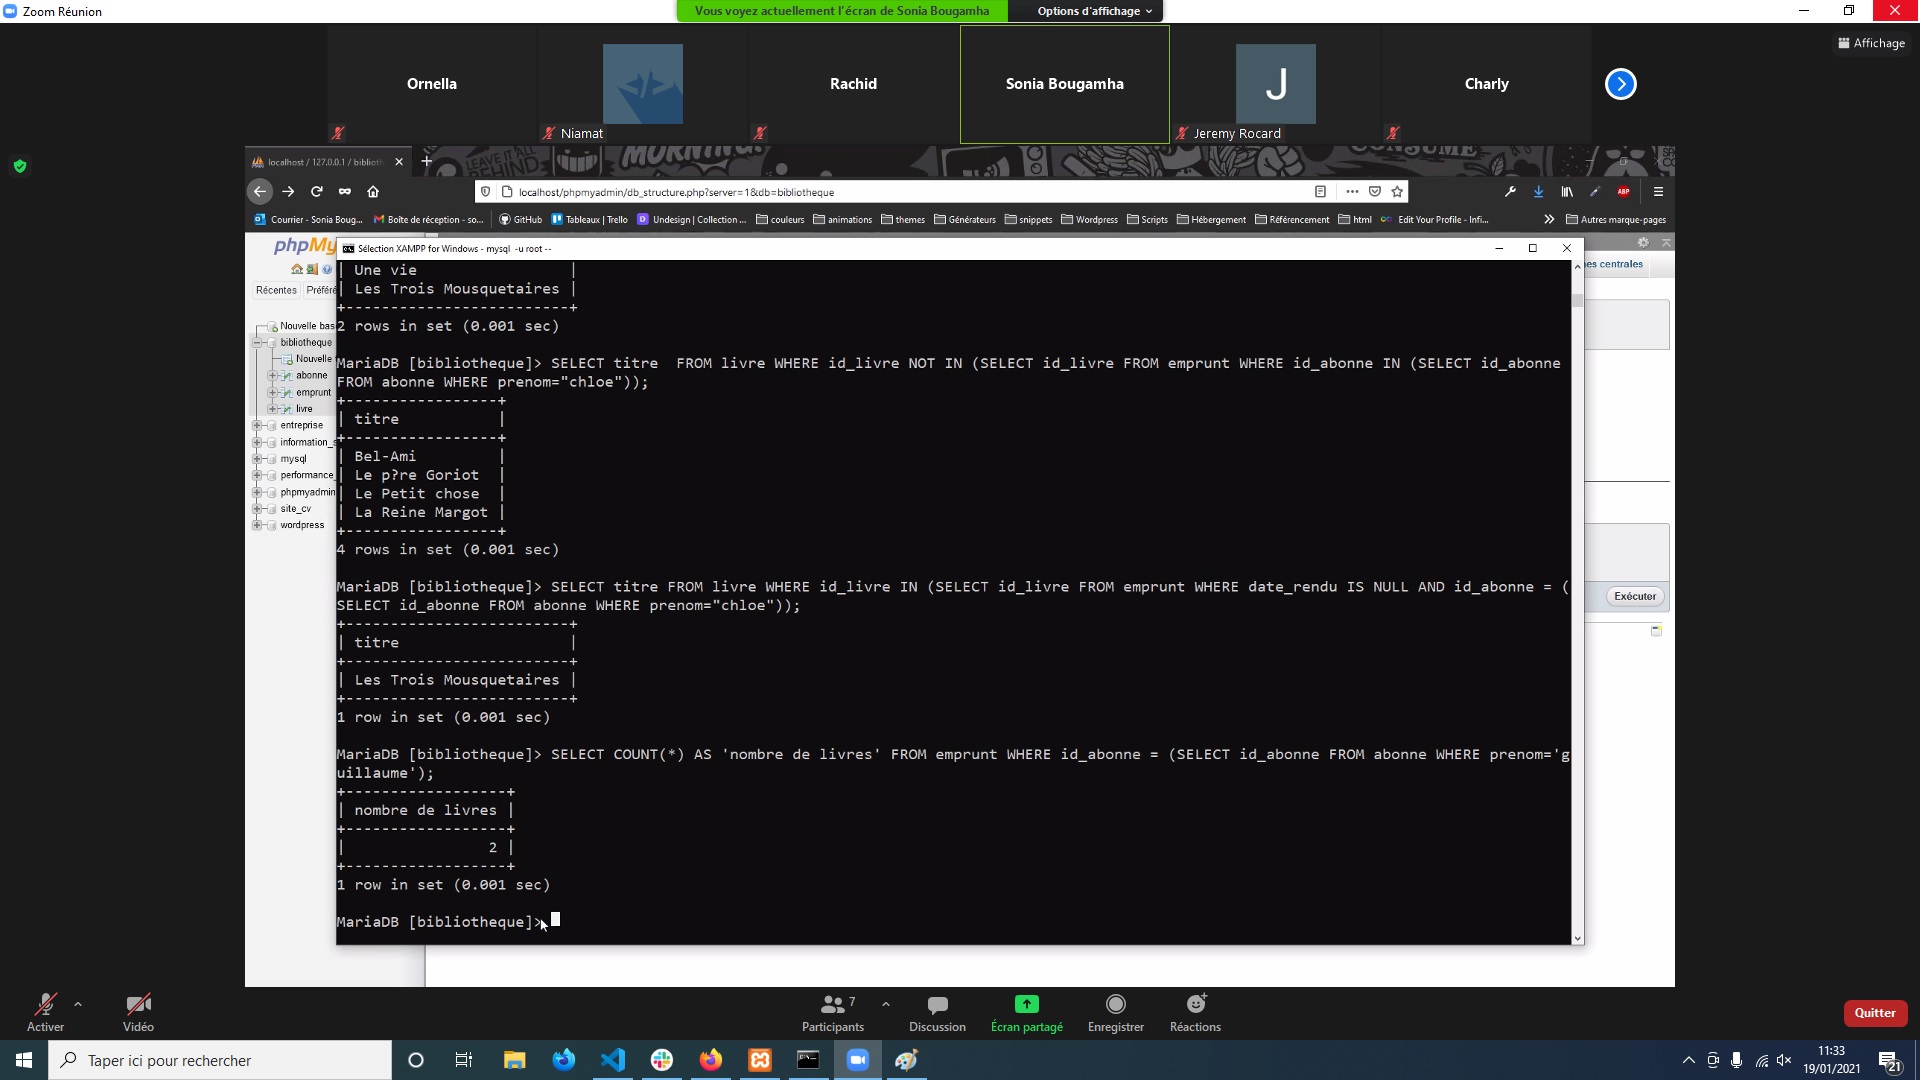 Zoom Réunion
Vous voyez actuellement l'écran de Sonia Bougamha
Options d'affichage
Affichage
Ornella
Niamat
Rachid
Sonia Bougamha
J
Jeremy Rocard
Charly
localhost / 127.0.0.1 / biblioth
localhost/phpmyadmin/db_structure.php?server=1&db=bibliotheque
ABP
Courrier - Sonia Boug...
Boîte de réception - so...
GitHub
Tableaux | Trello
Undesign | Collection ...
couleurs
animations
themes
Générateurs
snippets
Wordpress
Scripts
Hébergement
Référencement
html
Edit Your Profile - Infi...
Autres marque-pages
phpMy
Récentes
Préféré
Nouvelle bas
bibliotheque
Nouvelle
abonne
emprunt
livre
entreprise
information_s
mysql
performance_
phpmyadmin
site_cv
wordpress
es centrales
Exécuter
Sélection XAMPP for Windows - mysql -u root --
| Une vie                 |
| Les Trois Mousquetaires |
+-------------------------+
2 rows in set (0.001 sec)
MariaDB [bibliotheque]> SELECT titre  FROM livre WHERE id_livre NOT IN (SELECT id_livre FROM emprunt WHERE id_abonne IN (SELECT id_abonne
FROM abonne WHERE prenom="chloe"));
+-----------------+
| titre           |
+-----------------+
| Bel-Ami         |
| Le p?re Goriot  |
| Le Petit chose  |
| La Reine Margot |
+-----------------+
4 rows in set (0.001 sec)
MariaDB [bibliotheque]> SELECT titre FROM livre WHERE id_livre IN (SELECT id_livre FROM emprunt WHERE date_rendu IS NULL AND id_abonne = (
SELECT id_abonne FROM abonne WHERE prenom="chloe"));
+-------------------------+
| titre                   |
+-------------------------+
| Les Trois Mousquetaires |
+-------------------------+
1 row in set (0.001 sec)
MariaDB [bibliotheque]> SELECT COUNT(*) AS 'nombre de livres' FROM emprunt WHERE id_abonne = (SELECT id_abonne FROM abonne WHERE prenom='g
uillaume');
+------------------+
| nombre de livres |
+------------------+
|                2 |
+------------------+
1 row in set (0.001 sec)
MariaDB [bibliotheque]>
Activer
Vidéo
7
Participants
Discussion
Écran partagé
Enregistrer
Réactions
Quitter
Taper ici pour rechercher
11:33
19/01/2021
21